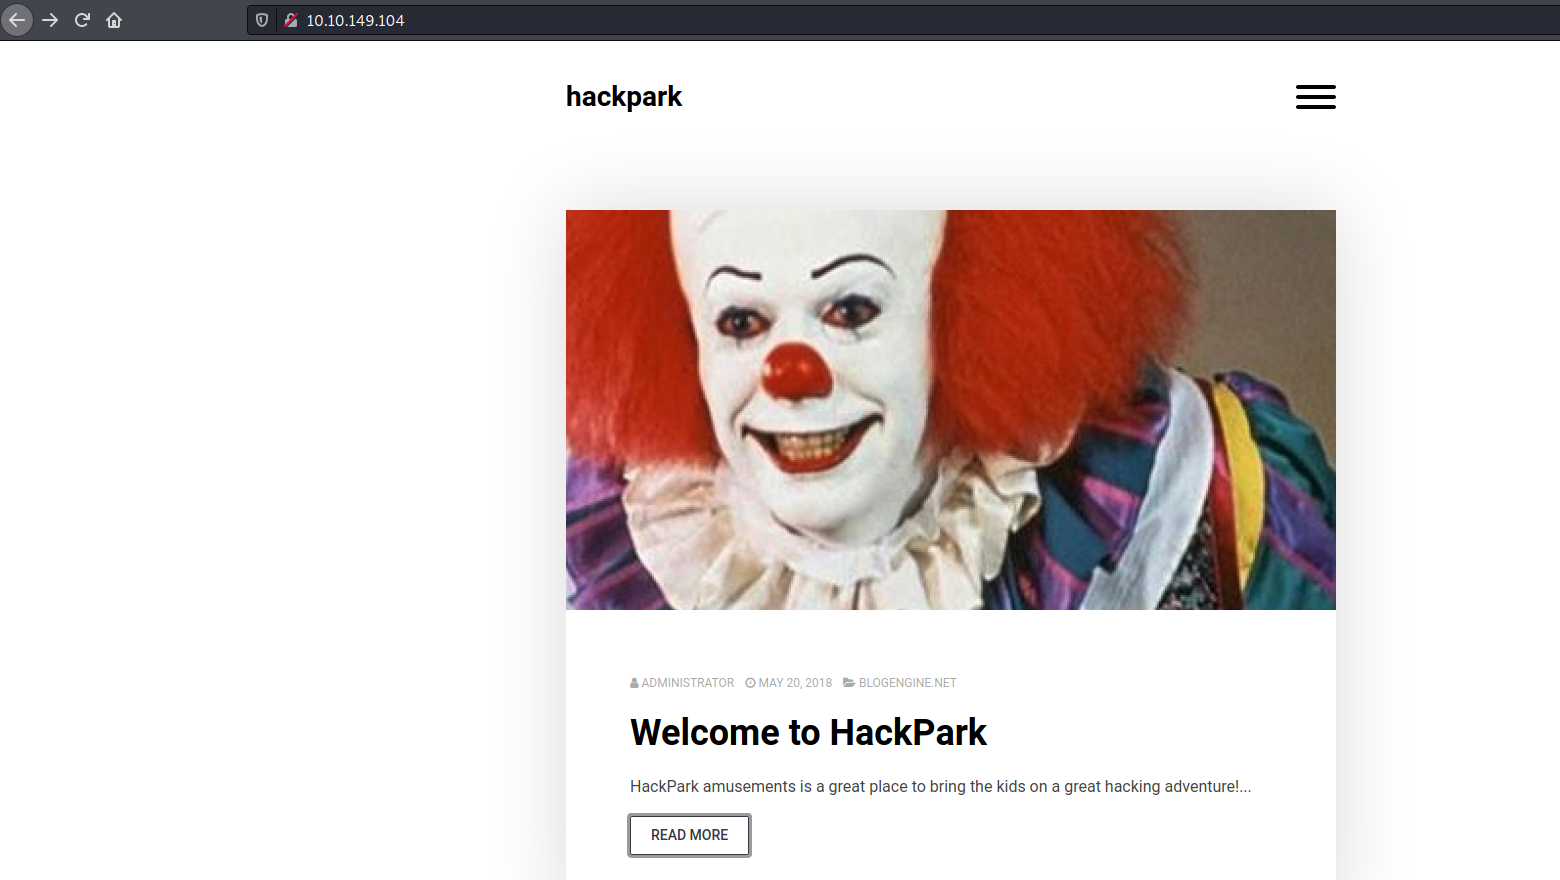 10.10.149.104
hackpark
ADMINISTRATOR MAY 20, 2018 BLOGENGINE.NET
Welcome to HackPark
HackPark amusements is a great place to bring the kids on a great hacking adventure!...
READ MORE